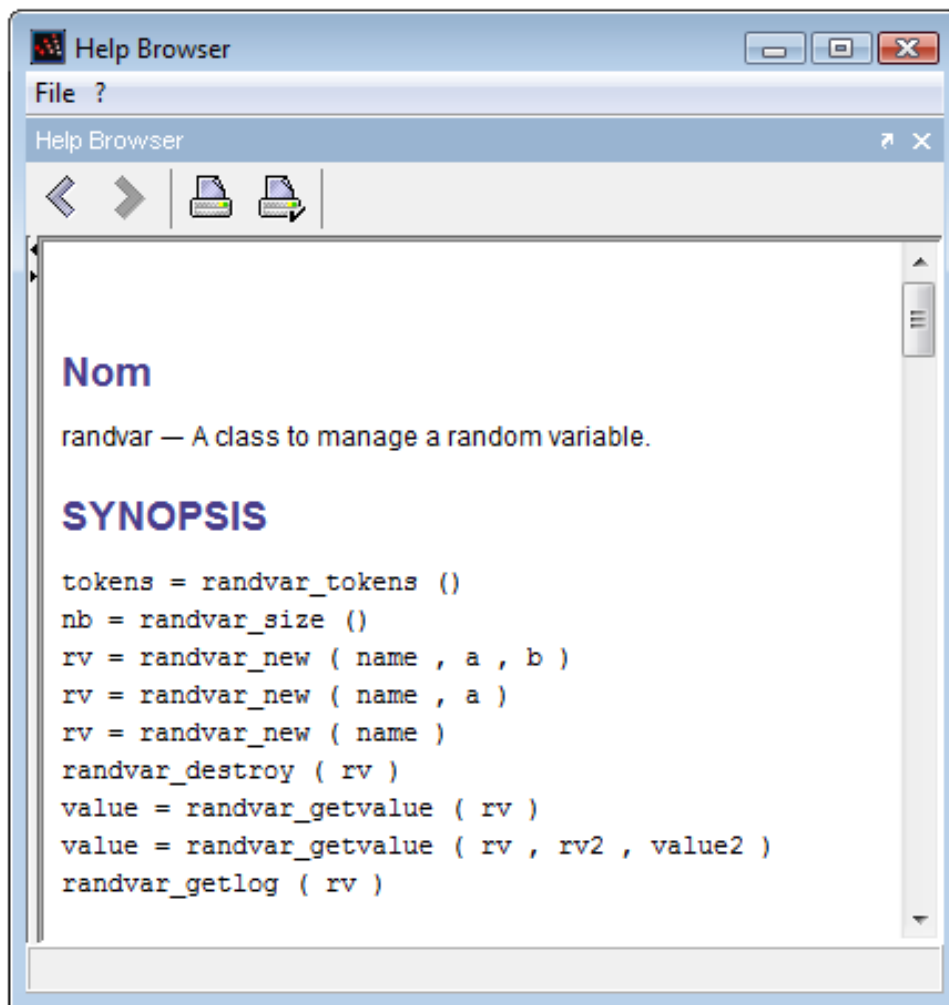 Help Browser
File ?
Help Browser
Nom
randvar — A class to manage a random variable.
SYNOPSIS
tokens = randvar_tokens ()
nb = randvar_size ()
rv = randvar_new ( name , a , b )
rv = randvar_new ( name , a )
rv = randvar_new ( name )
randvar_destroy ( rv )
value = randvar_getvalue ( rv )
value = randvar_getvalue ( rv , rv2 , value2 )
randvar_getlog ( rv )